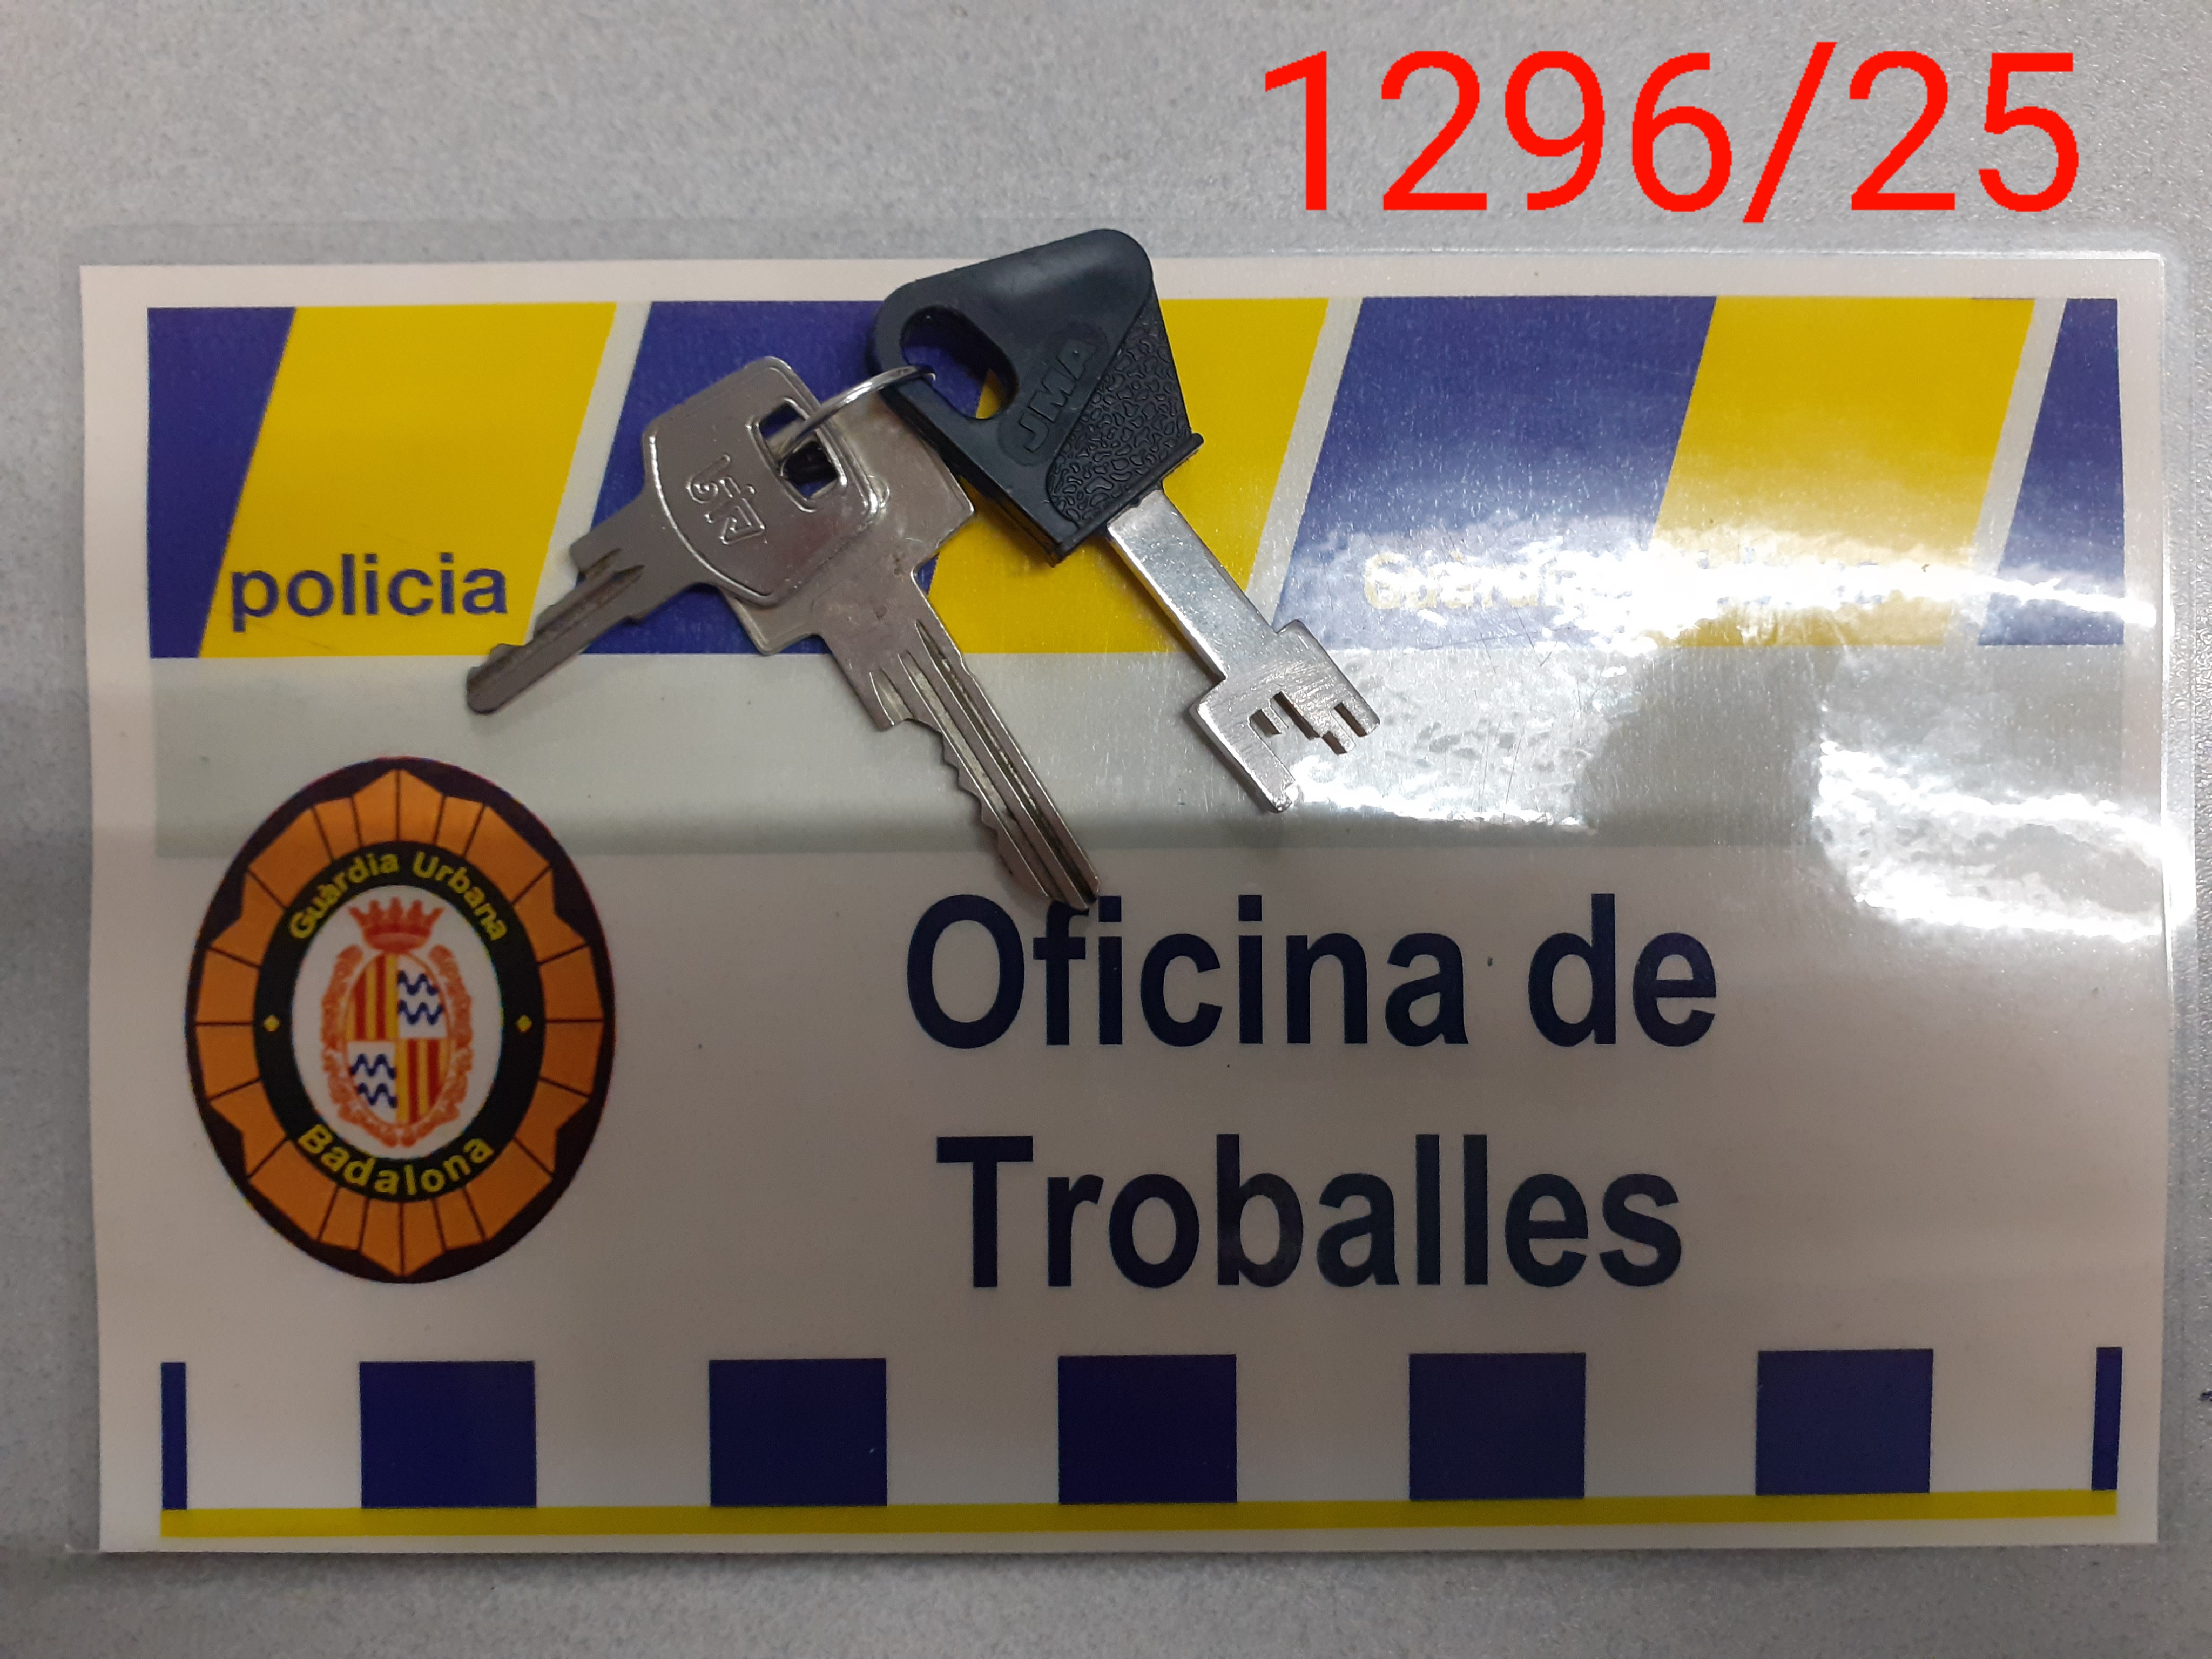 1296/25
JMA
policia
Guàrdia Urbana
Badalona
Oficina de
Troballes